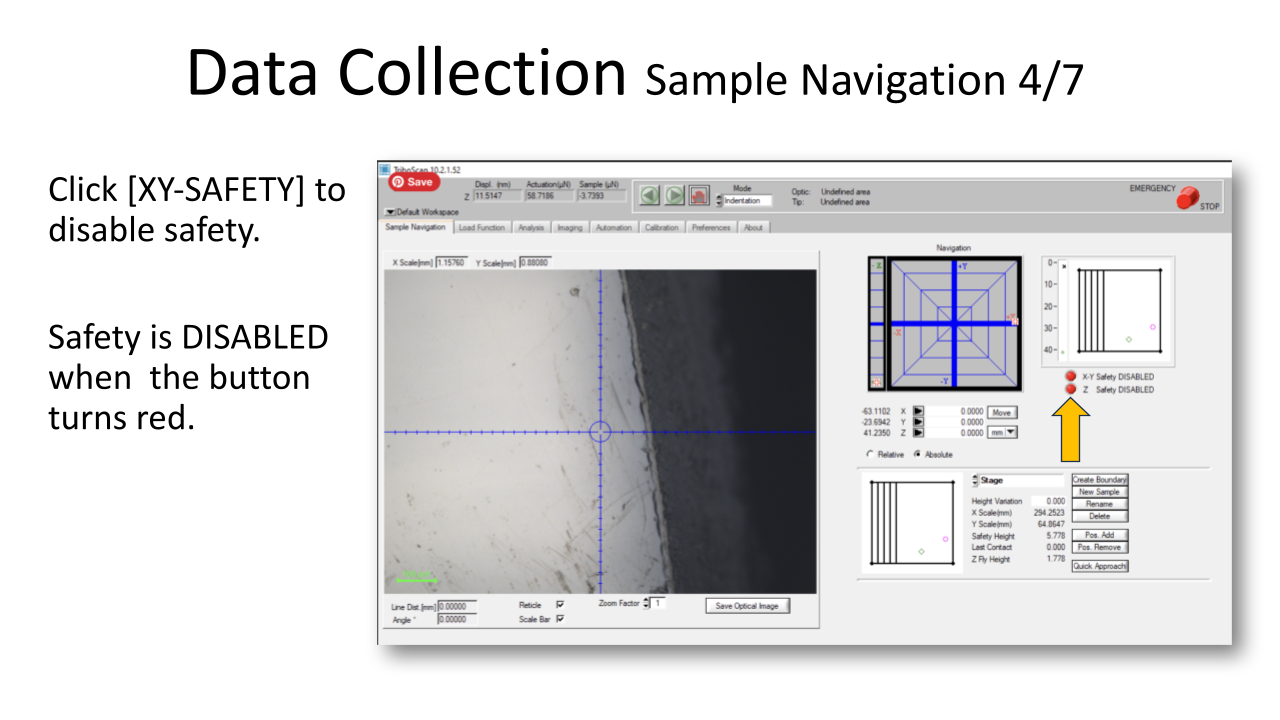 Data Collection Sample Navigation 4/7
Click [XY-SAFETY] to
disable safety.
Safety is DISABLED
when the button
turns red.
TriboScan 10.2.1.52
Save
Displ. (nm) Actuation(µN) Sample (µN)
Z 11.5147 58.7186 -3.7393
Mode
Indentation
Optic: Undefined area
Tip: Undefined area
EMERGENCY
STOP
Default Workspace
Sample Navigation Load Function Analysis Imaging Automation Calibration Preferences About
X Scale[mm] 1.15760 Y Scale[mm] 0.88080
Navigation
-Z
+Y
-X
+X
-Y
0-
10-
20-
30-
40-
X-Y Safety DISABLED
Z Safety DISABLED
-63.1102 X 0.0000 Move
-23.6942 Y 0.0000
41.2350 Z 0.0000 mm
Relative Absolute
Stage
Height Variation 0.000
X Scale(mm) 294.2523
Y Scale(mm) 64.8647
Safety Height 5.778
Last Contact 0.000
Z Fly Height 1.778
Create Boundary
New Sample
Rename
Delete
Pos. Add
Pos. Remove
Quick Approach
Line Dist.[mm] 0.00000
Angle ° 0.00000
Reticle
Scale Bar
Zoom Factor 1
Save Optical Image